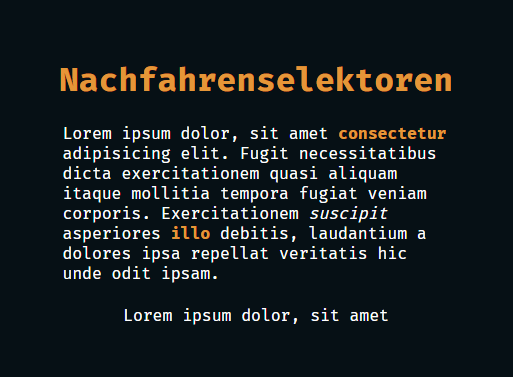 Nachfahrenselektoren
Lorem ipsum dolor, sit amet consectetur
adipisicing elit. Fugit necessitatibus
dicta exercitationem quasi aliquam
itaque mollitia tempora fugiat veniam
corporis. Exercitationem suscipit
asperiores illo debitis, laudantium a
dolores ipsa repellat veritatis hic
unde odit ipsam.
Lorem ipsum dolor, sit amet